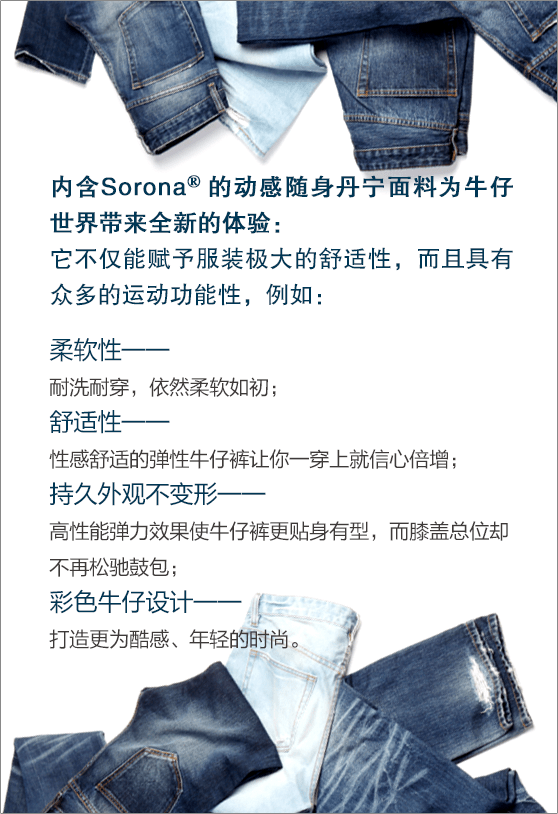 内含Sorona® 的动感随身丹宁面料为牛仔
世界带来全新的体验：
它不仅能赋予服装极大的舒适性，而且具有
众多的运动功能性，例如：
柔软性——
耐洗耐穿，依然柔软如初；
舒适性——
性感舒适的弹性牛仔裤让你一穿上就信心倍增；
持久外观不变形——
高性能弹力效果使牛仔裤更贴身有型，而膝盖总位却
不再松驰鼓包；
彩色牛仔设计——
打造更为酷感、年轻的时尚。